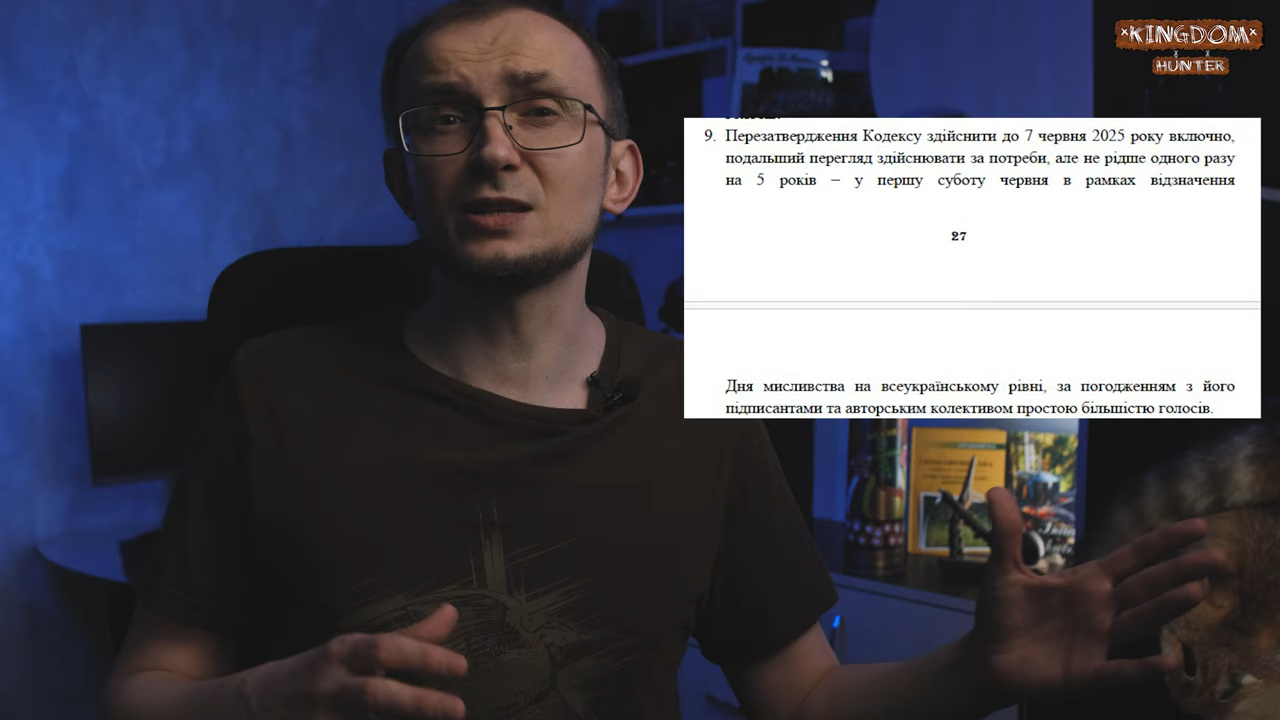 *KINGDOM*
HUNTER
9. Перезатвердження Кодексу здійснити до 7 червня 2025 року включно,
подальший перегляд здійснювати за потреби, але не рідше одного разу
на 5 років – у першу суботу червня в рамках відзначення
27
Дня мисливства на всеукраїнському рівні, за погодженням з його
підписантами та авторським колективом простою більшістю голосів.